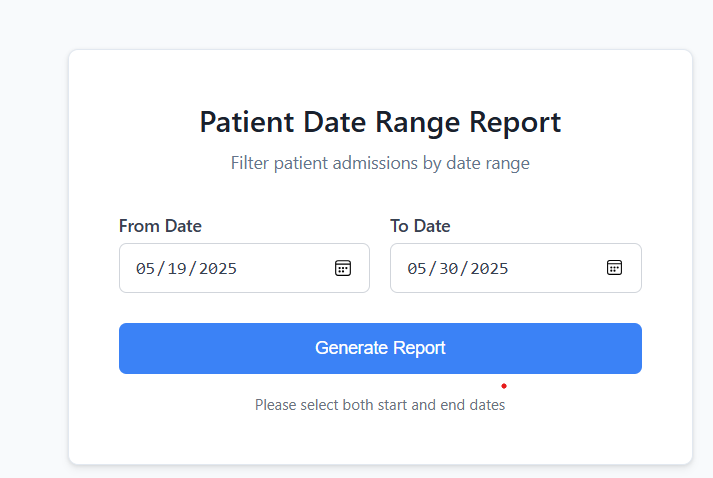 Patient Date Range Report
Filter patient admissions by date range
From Date
To Date
05/19/2025
05/30/2025
Generate Report
Please select both start and end dates